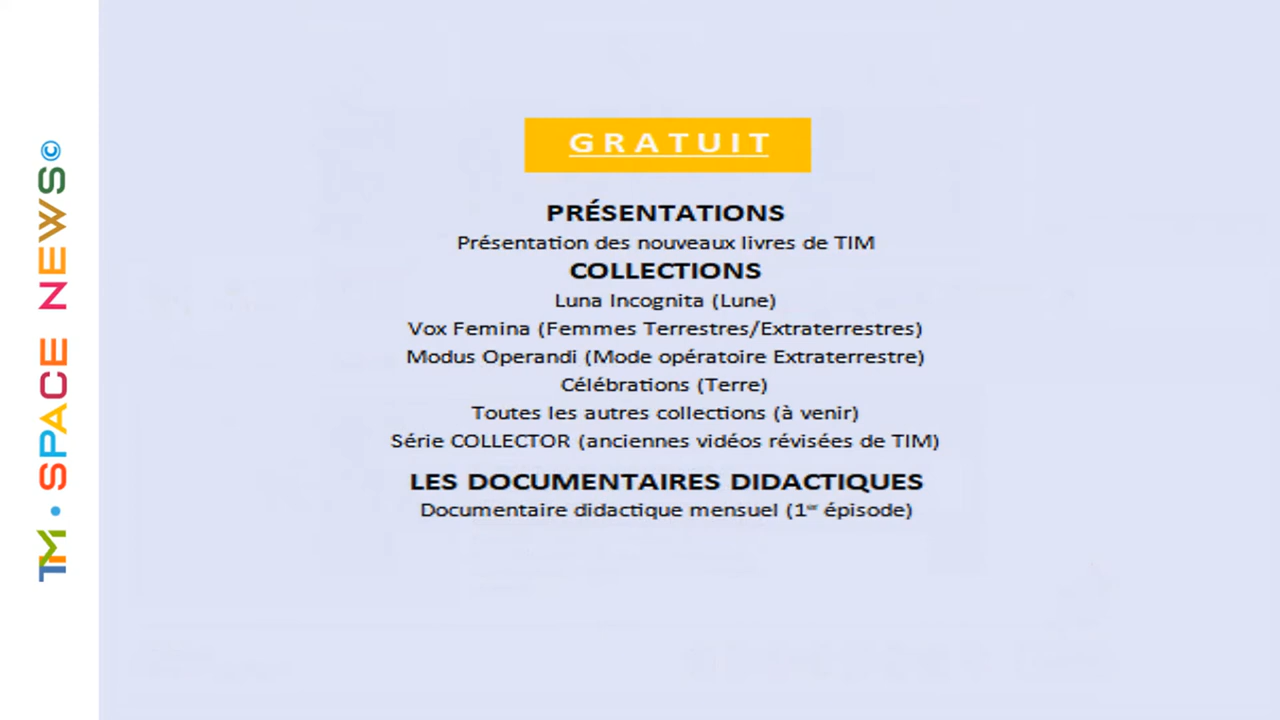 TIM • SPACE NEWS©
GRATUIT
PRÉSENTATIONS
Présentation des nouveaux livres de TIM
COLLECTIONS
Luna Incognita (Lune)
Vox Femina (Femmes Terrestres/Extraterrestres)
Modus Operandi (Mode opératoire Extraterrestre)
Célébrations (Terre)
Toutes les autres collections (à venir)
Série COLLECTOR (anciennes vidéos révisées de TIM)
LES DOCUMENTAIRES DIDACTIQUES
Documentaire didactique mensuel (1er épisode)